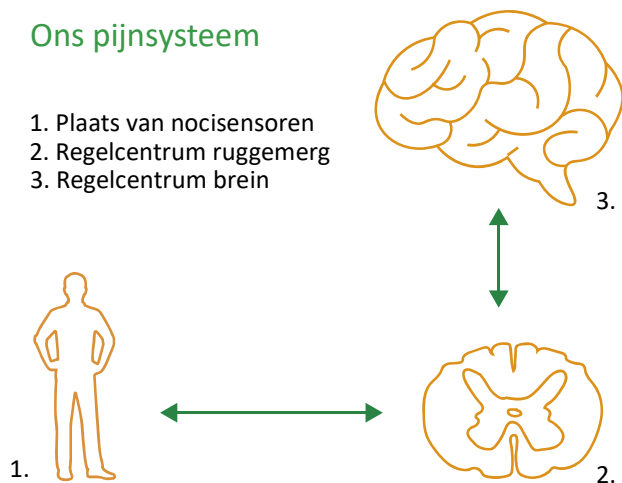 Ons pijnsysteem
1. Plaats van nocisensoren
2. Regelcentrum ruggemerg
3. Regelcentrum brein
3.
1.
2.